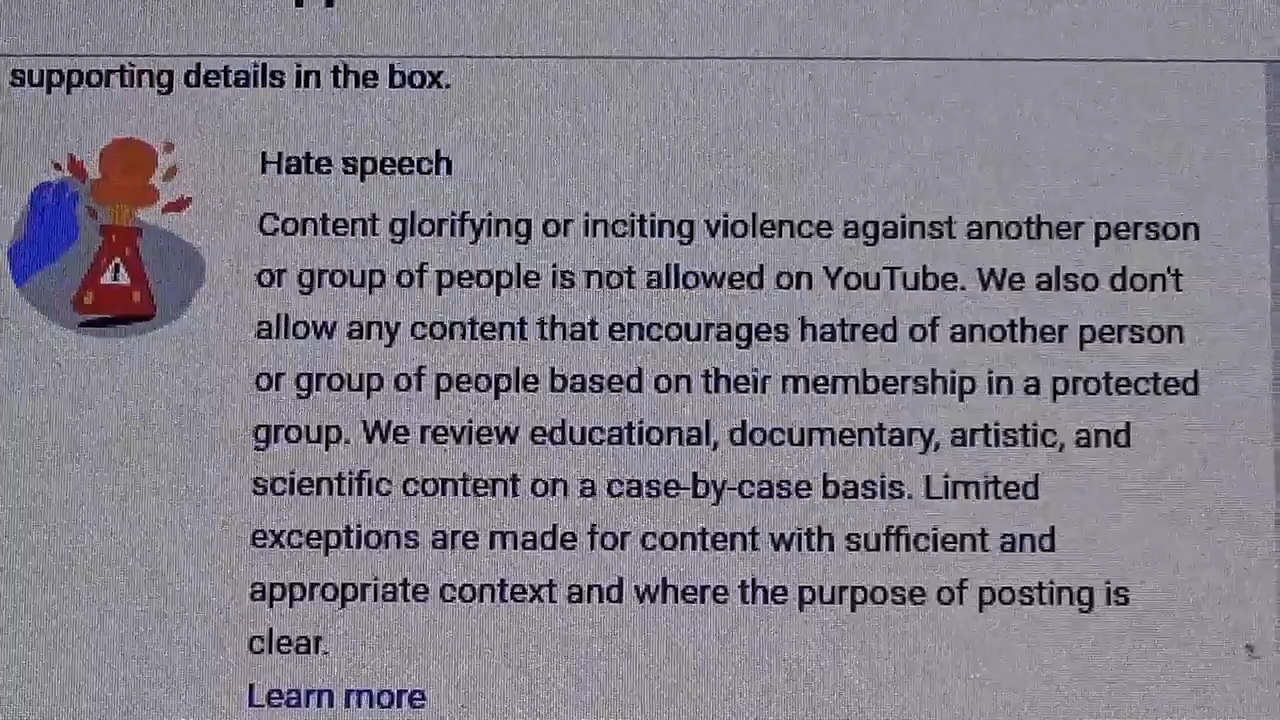 supporting details in the box.
Hate speech
Content glorifying or inciting violence against another person
or group of people is not allowed on YouTube. We also don't
allow any content that encourages hatred of another person
or group of people based on their membership in a protected
group. We review educational, documentary, artistic, and
scientific content on a case-by-case basis. Limited
exceptions are made for content with sufficient and
appropriate context and where the purpose of posting is
clear.
Learn more